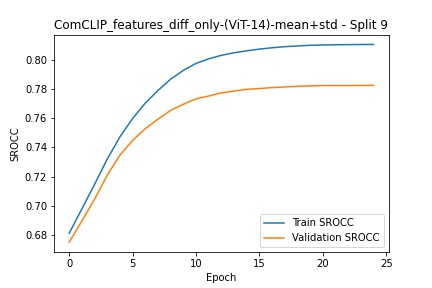 ComCLIP_features_diff_only-(ViT-14)-mean+std - Split 9
SROCC
0.80
0.78
0.76
0.74
0.72
0.70
0.68
Train SROCC
Validation SROCC
0 5 10 15 20 25
Epoch